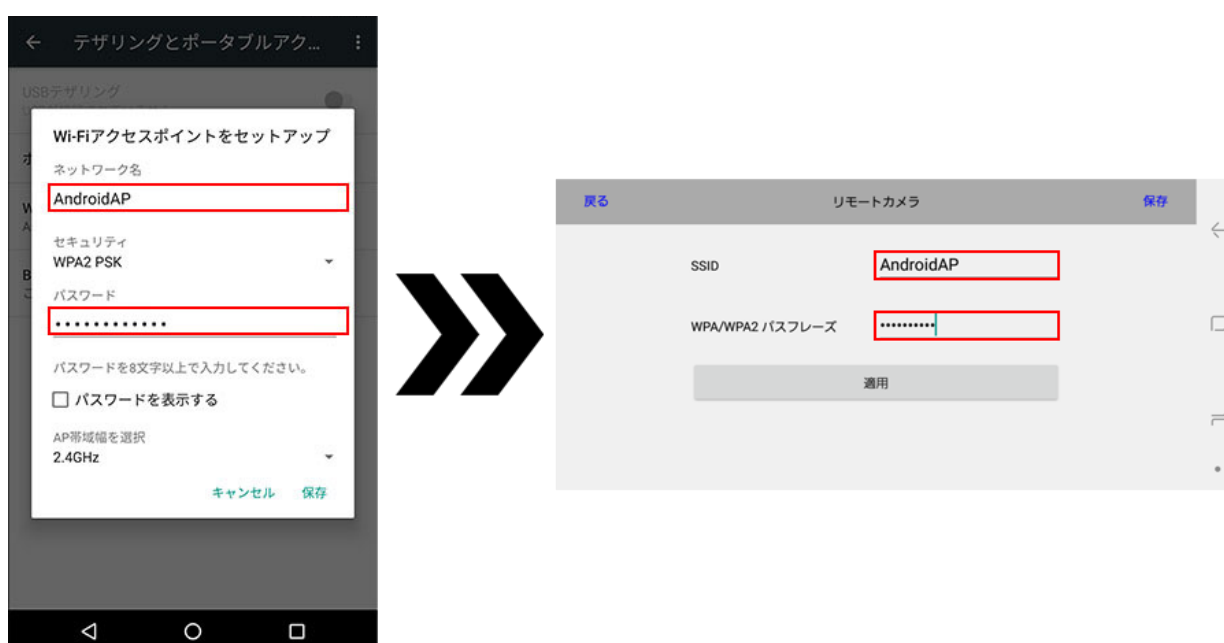 テザリングとポータブルアク...
USBテザリング
Wi-Fiアクセスポイントをセットアップ
ネットワーク名
AndroidAP
セキュリティ
WPA2 PSK
パスワード
••••••••••••
パスワードを8文字以上で入力してください。
パスワードを表示する
AP帯域幅を選択
2.4GHz
キャンセル 保存
戻る リモートカメラ 保存
SSID AndroidAP
WPA/WPA2 パスフレーズ ••••••••••
適用